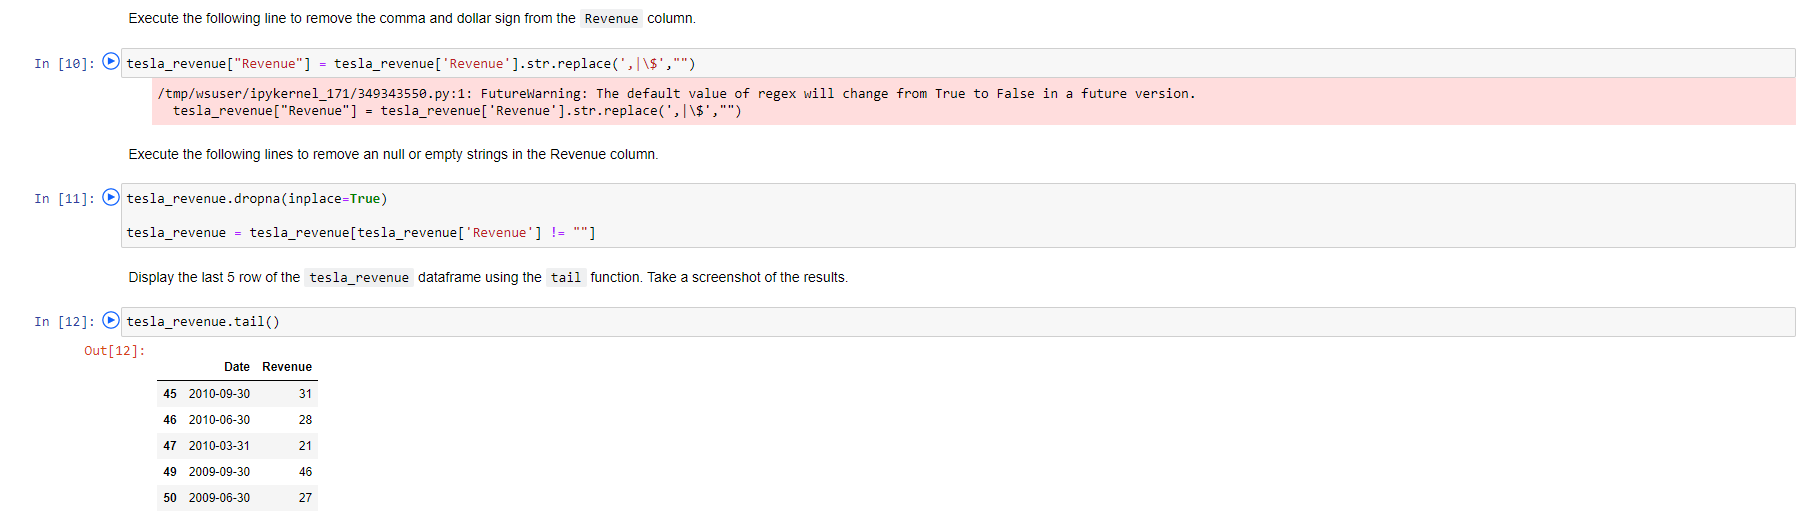 Execute the following line to remove the comma and dollar sign from the Revenue column.
In [10]: tesla_revenue["Revenue"] = tesla_revenue['Revenue'].str.replace(',|\$',"")
/tmp/wsuser/ipykernel_171/349343550.py:1: FutureWarning: The default value of regex will change from True to False in a future version.
tesla_revenue["Revenue"] = tesla_revenue['Revenue'].str.replace(',|\$',"")
Execute the following lines to remove an null or empty strings in the Revenue column.
In [11]: tesla_revenue.dropna(inplace=True)
tesla_revenue = tesla_revenue[tesla_revenue['Revenue'] != ""]
Display the last 5 row of the tesla_revenue dataframe using the tail function. Take a screenshot of the results.
In [12]: tesla_revenue.tail()
Out[12]:
Date Revenue
45 2010-09-30 31
46 2010-06-30 28
47 2010-03-31 21
49 2009-09-30 46
50 2009-06-30 27